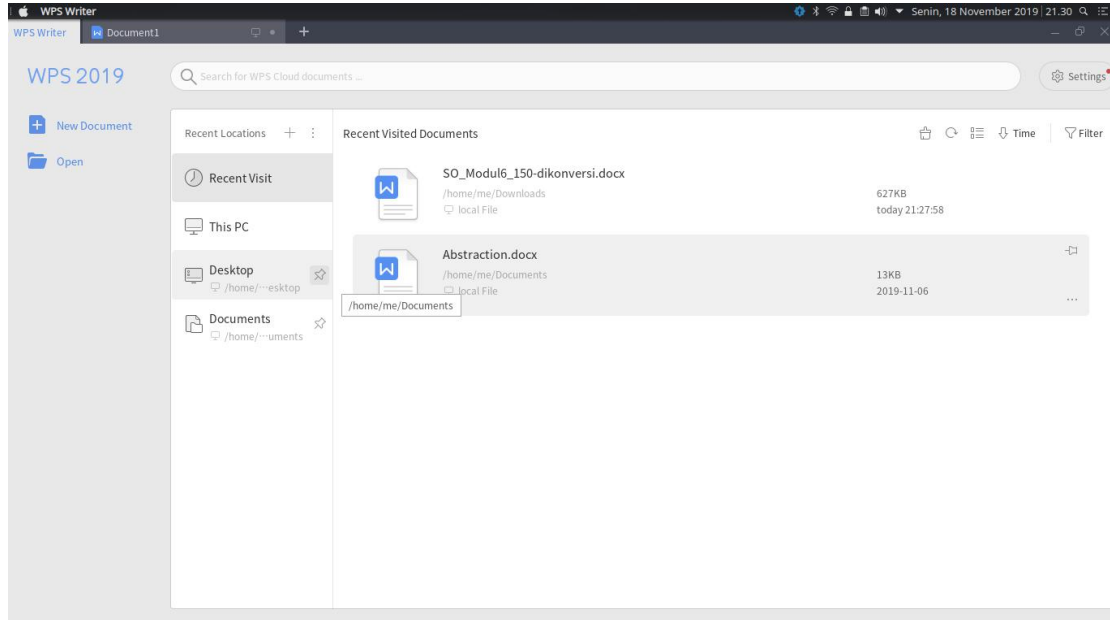 WPS Writer
Senin, 18 November 2019 21.30
WPS Writer
Document1
WPS 2019
Search for WPS Cloud documents ...
Settings
New Document
Open
Recent Locations
Recent Visited Documents
Time
Filter
Recent Visit
This PC
Desktop
/home/···esktop
Documents
/home/···uments
SO_Modul6_150-dikonversi.docx
/home/me/Downloads
local File
627KB
today 21:27:58
Abstraction.docx
/home/me/Documents
local File
13KB
2019-11-06
/home/me/Documents